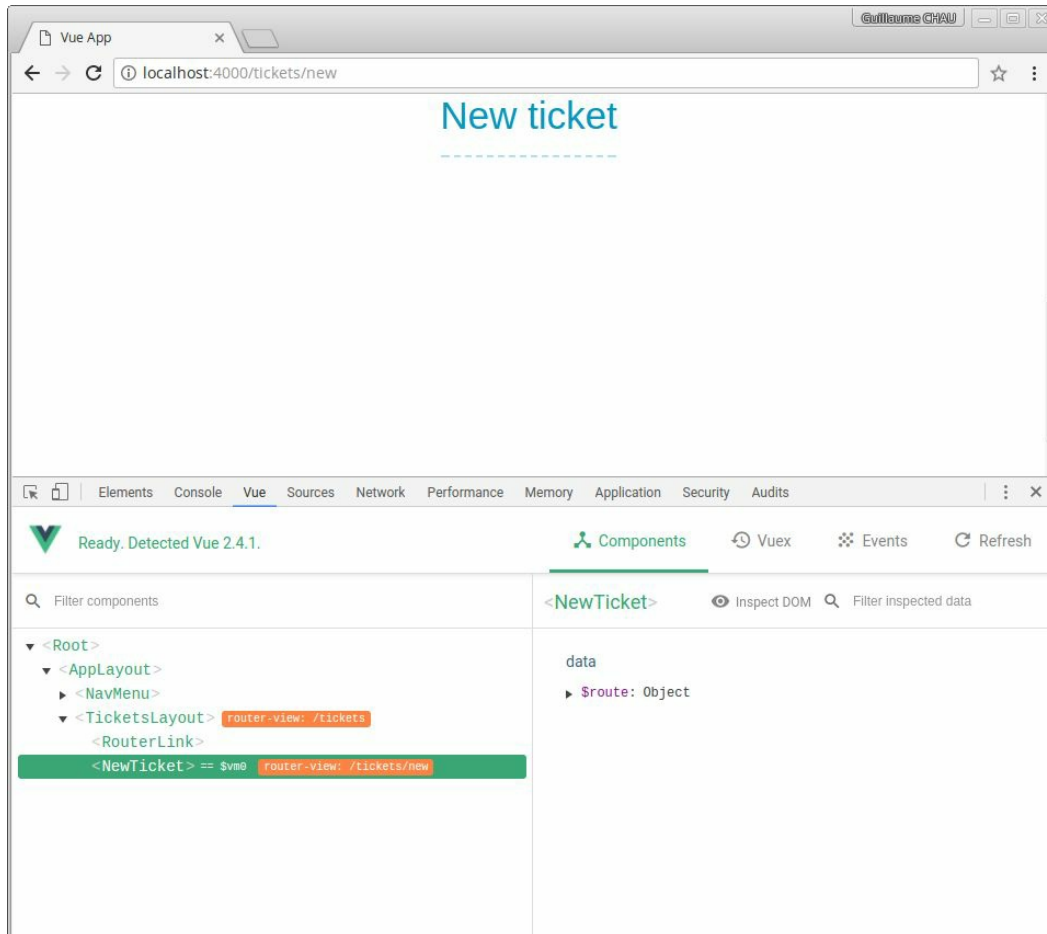 Guillaume CHAU
Vue App
localhost:4000/tickets/new
New ticket
Elements Console Vue Sources Network Performance Memory Application Security Audits
Ready. Detected Vue 2.4.1. Components Vuex Events Refresh
Filter components <NewTicket> Inspect DOM Filter inspected data
<Root>
<AppLayout>
<NavMenu>
<TicketsLayout> router-view: /tickets
<RouterLink>
<NewTicket> == $vm0 router-view: /tickets/new
data
$route: Object